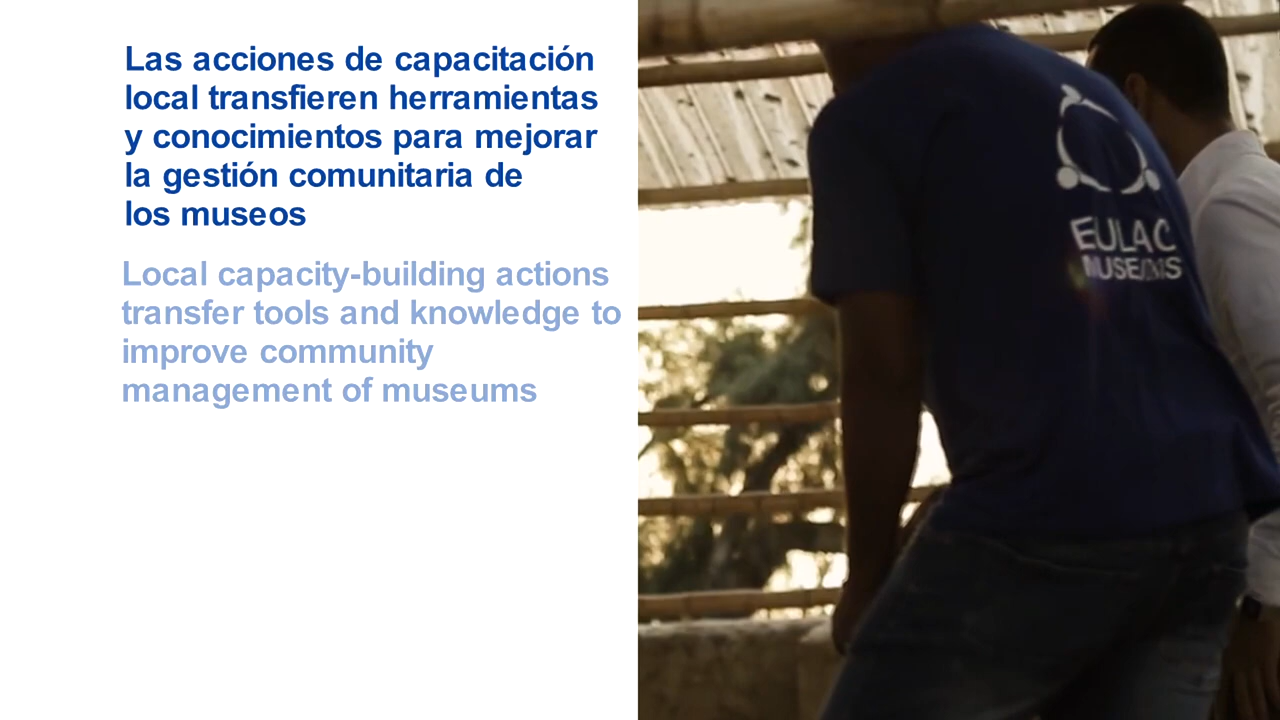 Las acciones de capacitación
local transfieren herramientas
y conocimientos para mejorar
la gestión comunitaria de
los museos
Local capacity-building actions
transfer tools and knowledge to
improve community
management of museums
EULAC
MUSEUMS